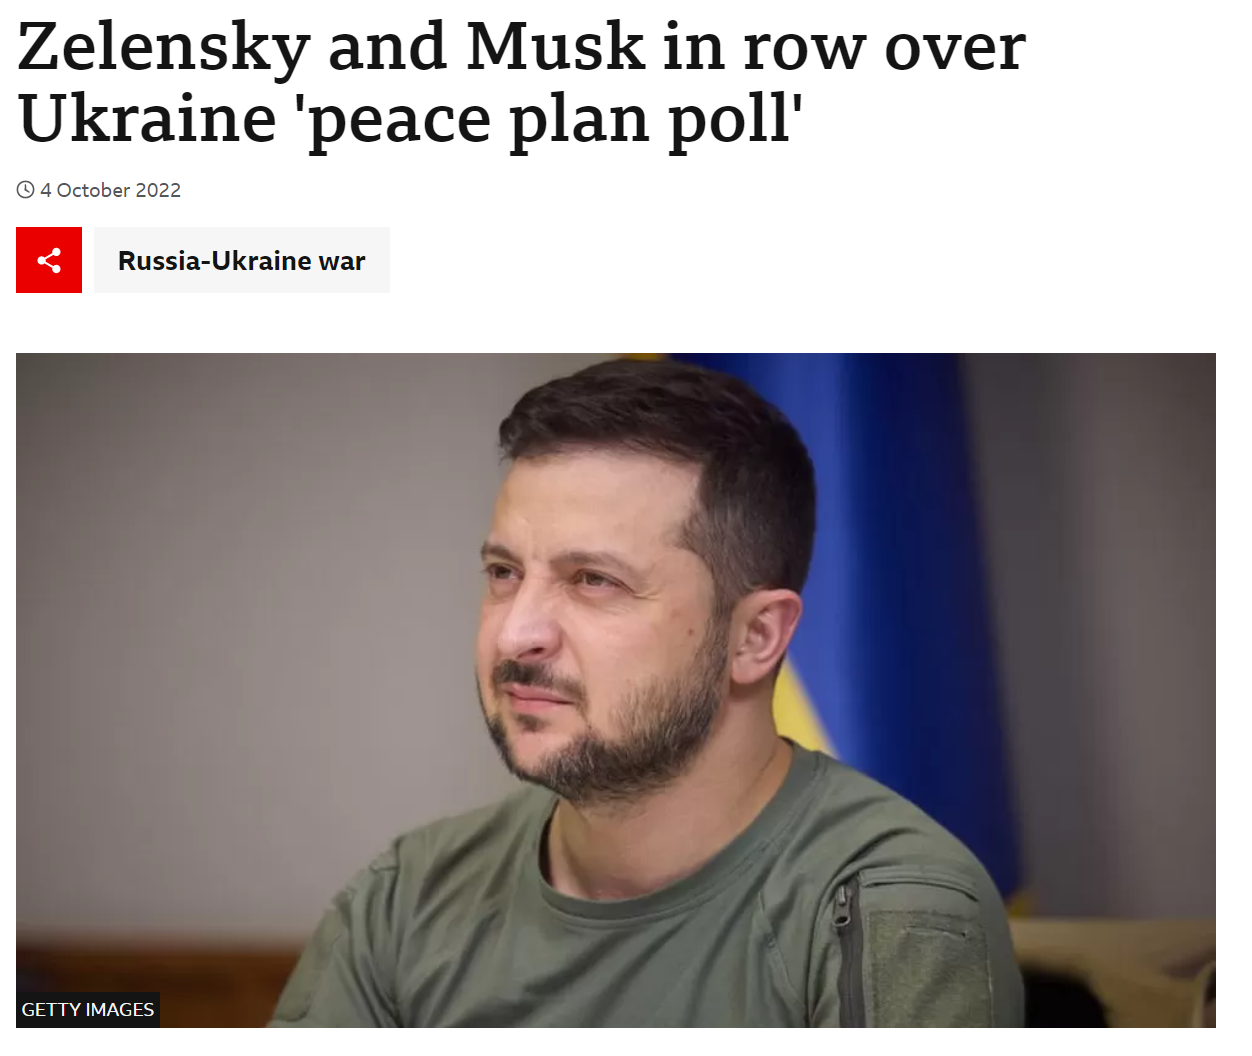 Zelensky and Musk in row over
Ukraine 'peace plan poll'
4 October 2022
Russia-Ukraine war
GETTY IMAGES